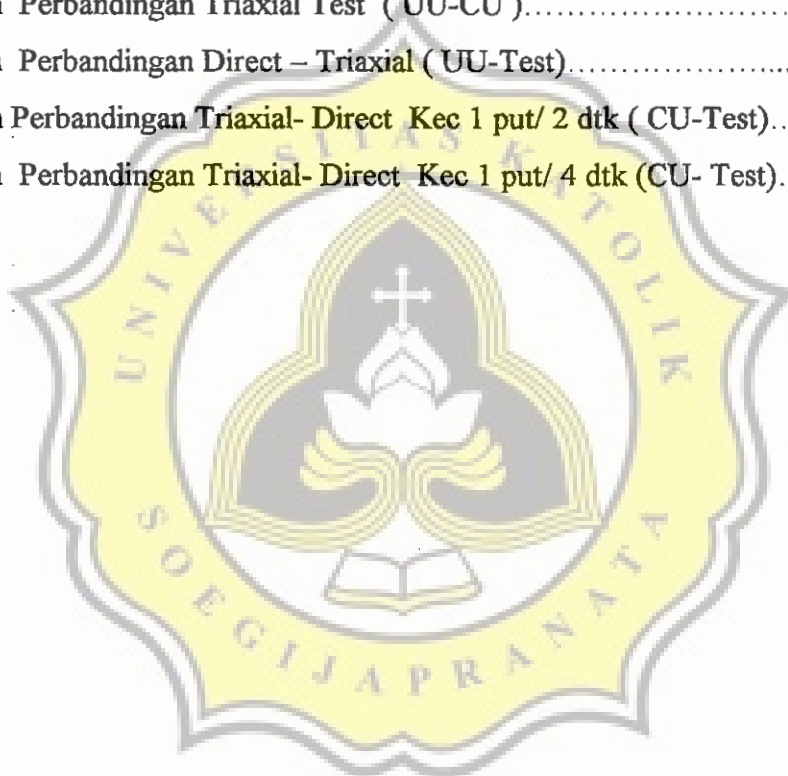 Perbandingan Triaxial Test ( UU-CU )..............................
Perbandingan Direct – Triaxial ( UU-Test)..........................
Perbandingan Triaxial- Direct Kec 1 put/ 2 dtk ( CU-Test)..
Perbandingan Triaxial- Direct Kec 1 put/ 4 dtk (CU- Test).
UNIVERSITAS KATOLIK
SOEGIJAPRANATA